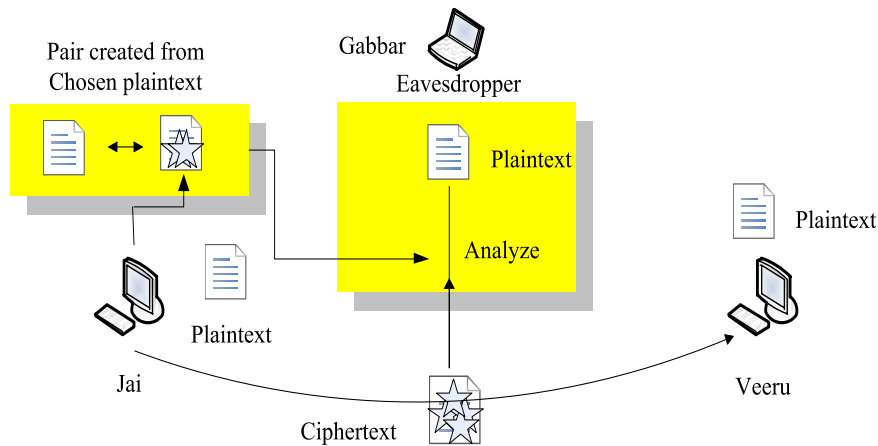 Gabbar
Pair created from
Chosen plaintext
Eavesdropper
Plaintext
Plaintext
Analyze
Plaintext
Jai
Veeru
Ciphertext